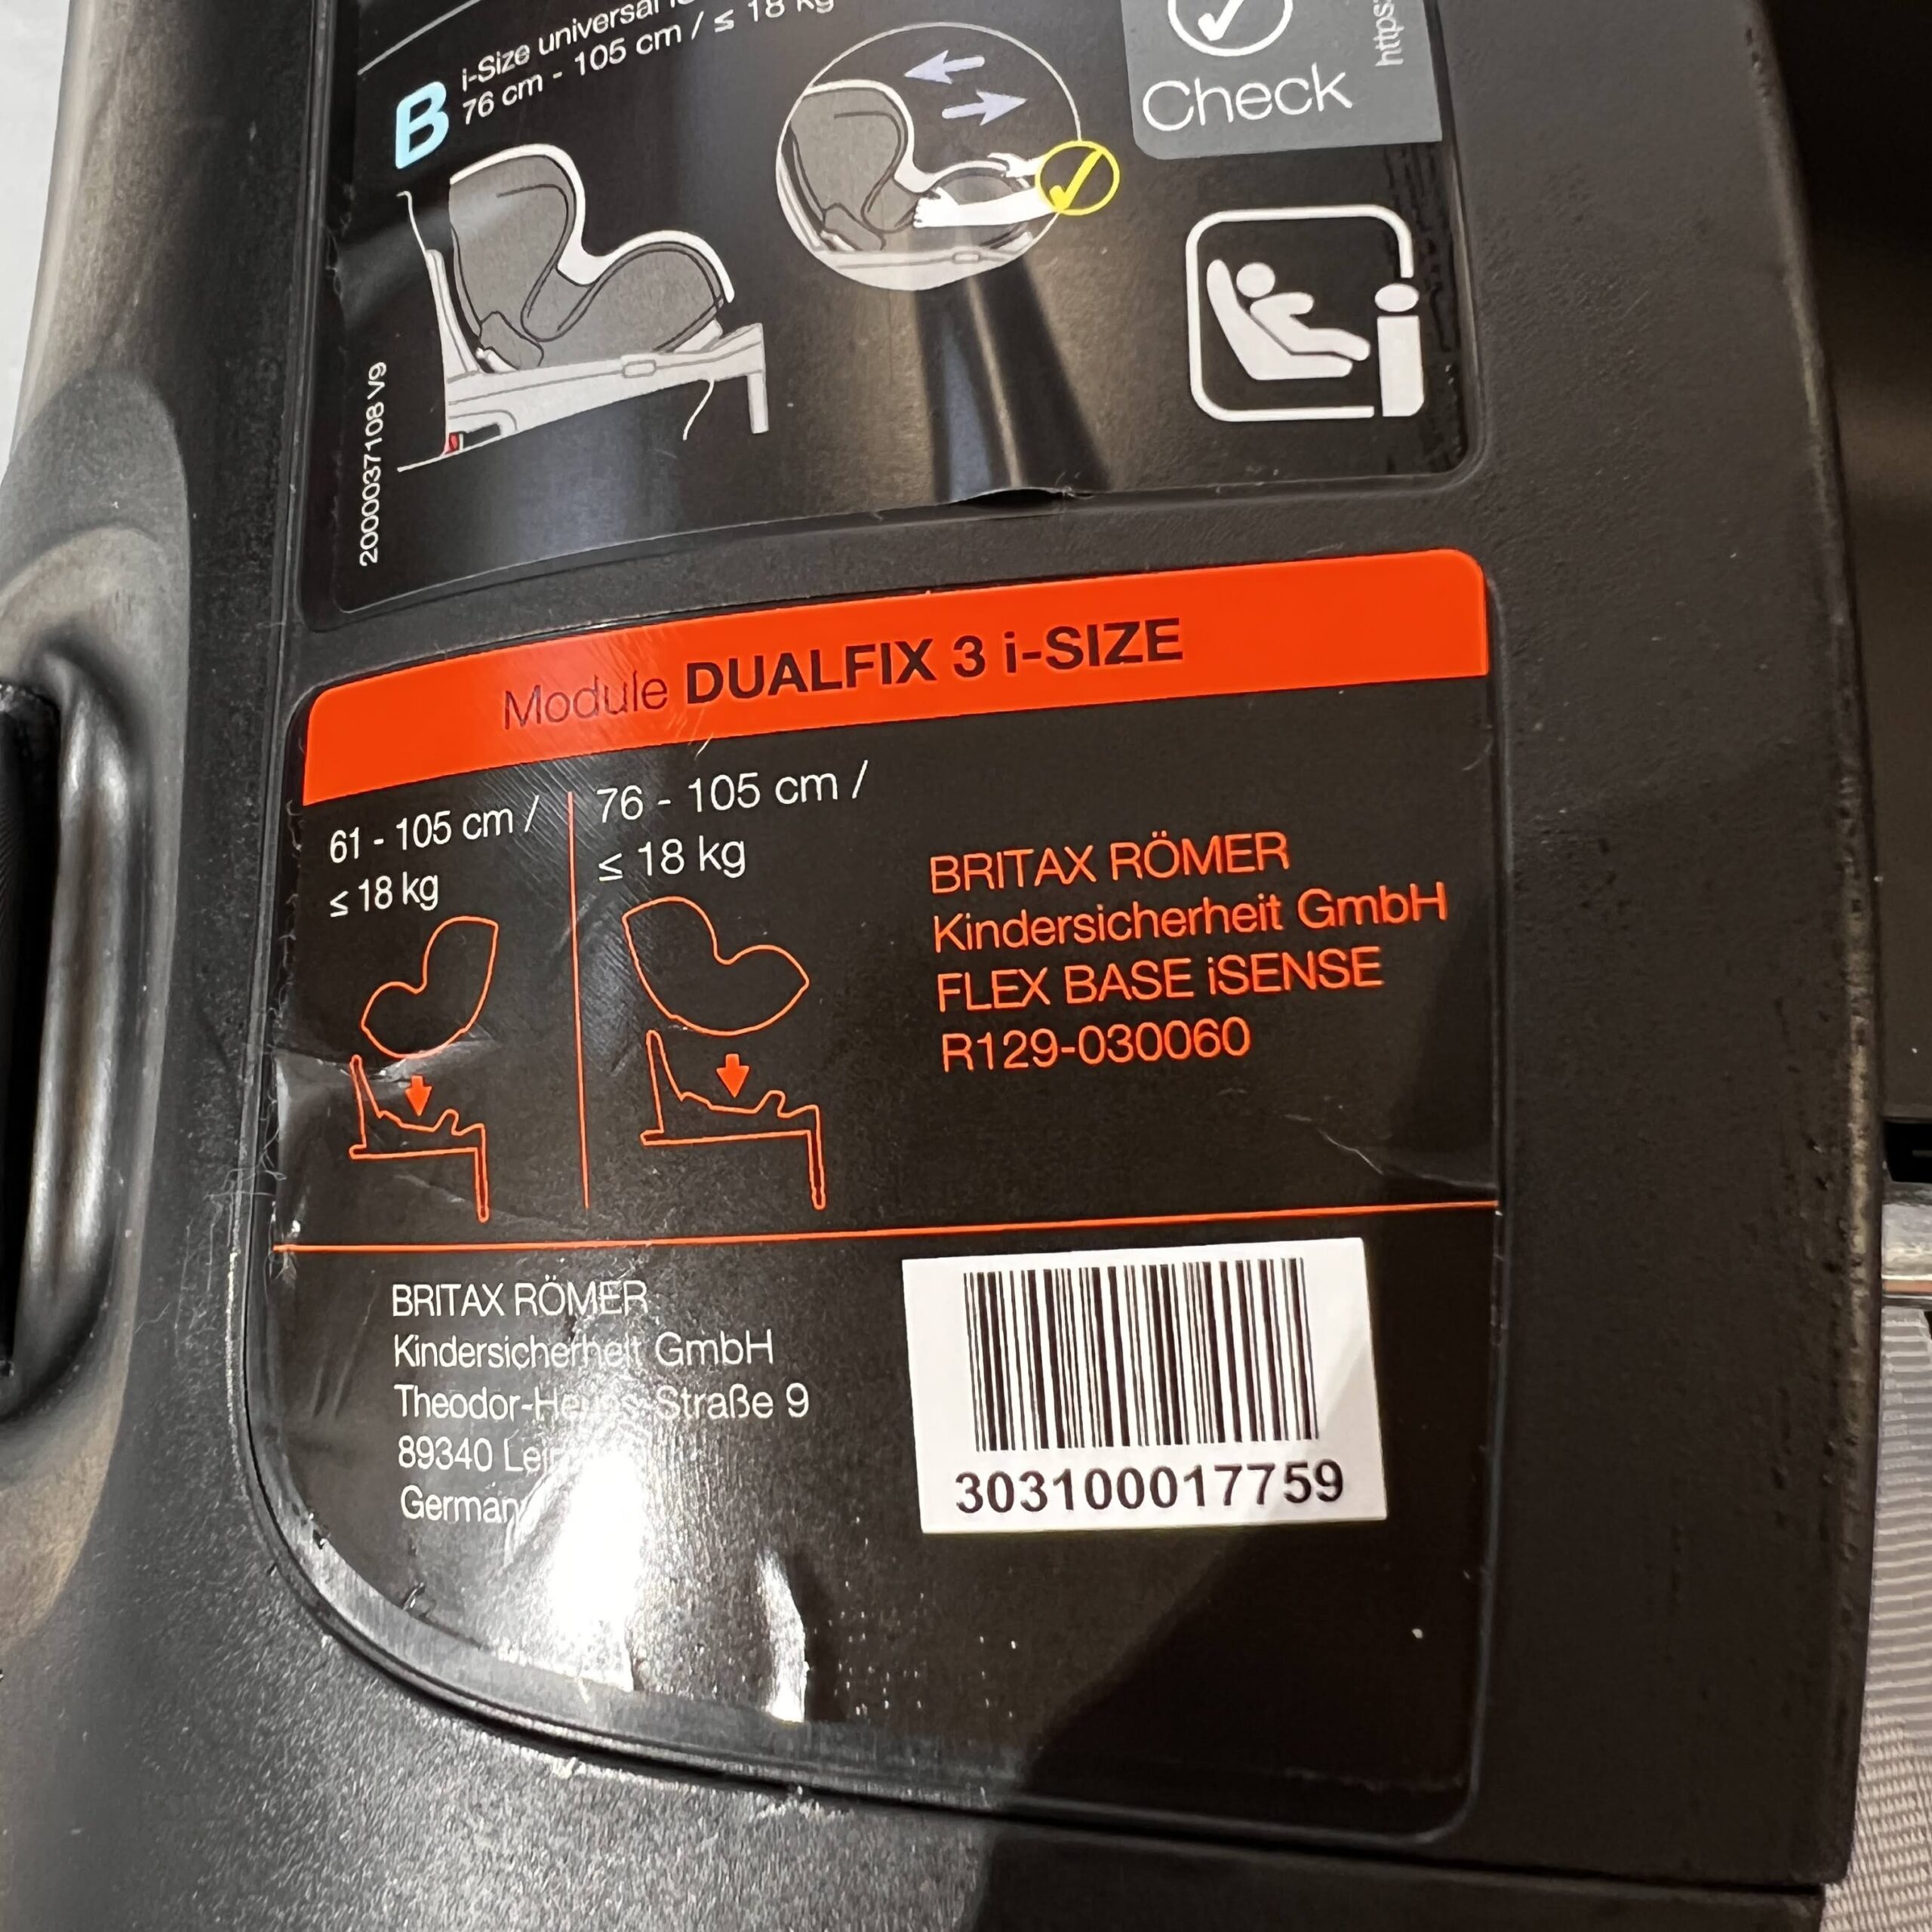 B
i-Size universal
76 cm - 105 cm / ≤ 18 kg
Check
https:
2000037108 V9
Module DUALFIX 3 i-SIZE
61 - 105 cm /
≤ 18 kg
76 - 105 cm /
≤ 18 kg
BRITAX RÖMER
Kindersicherheit GmbH
FLEX BASE iSENSE
R129-030060
BRITAX RÖMER
Kindersicherheit GmbH
Straße 9
89340
303100017759